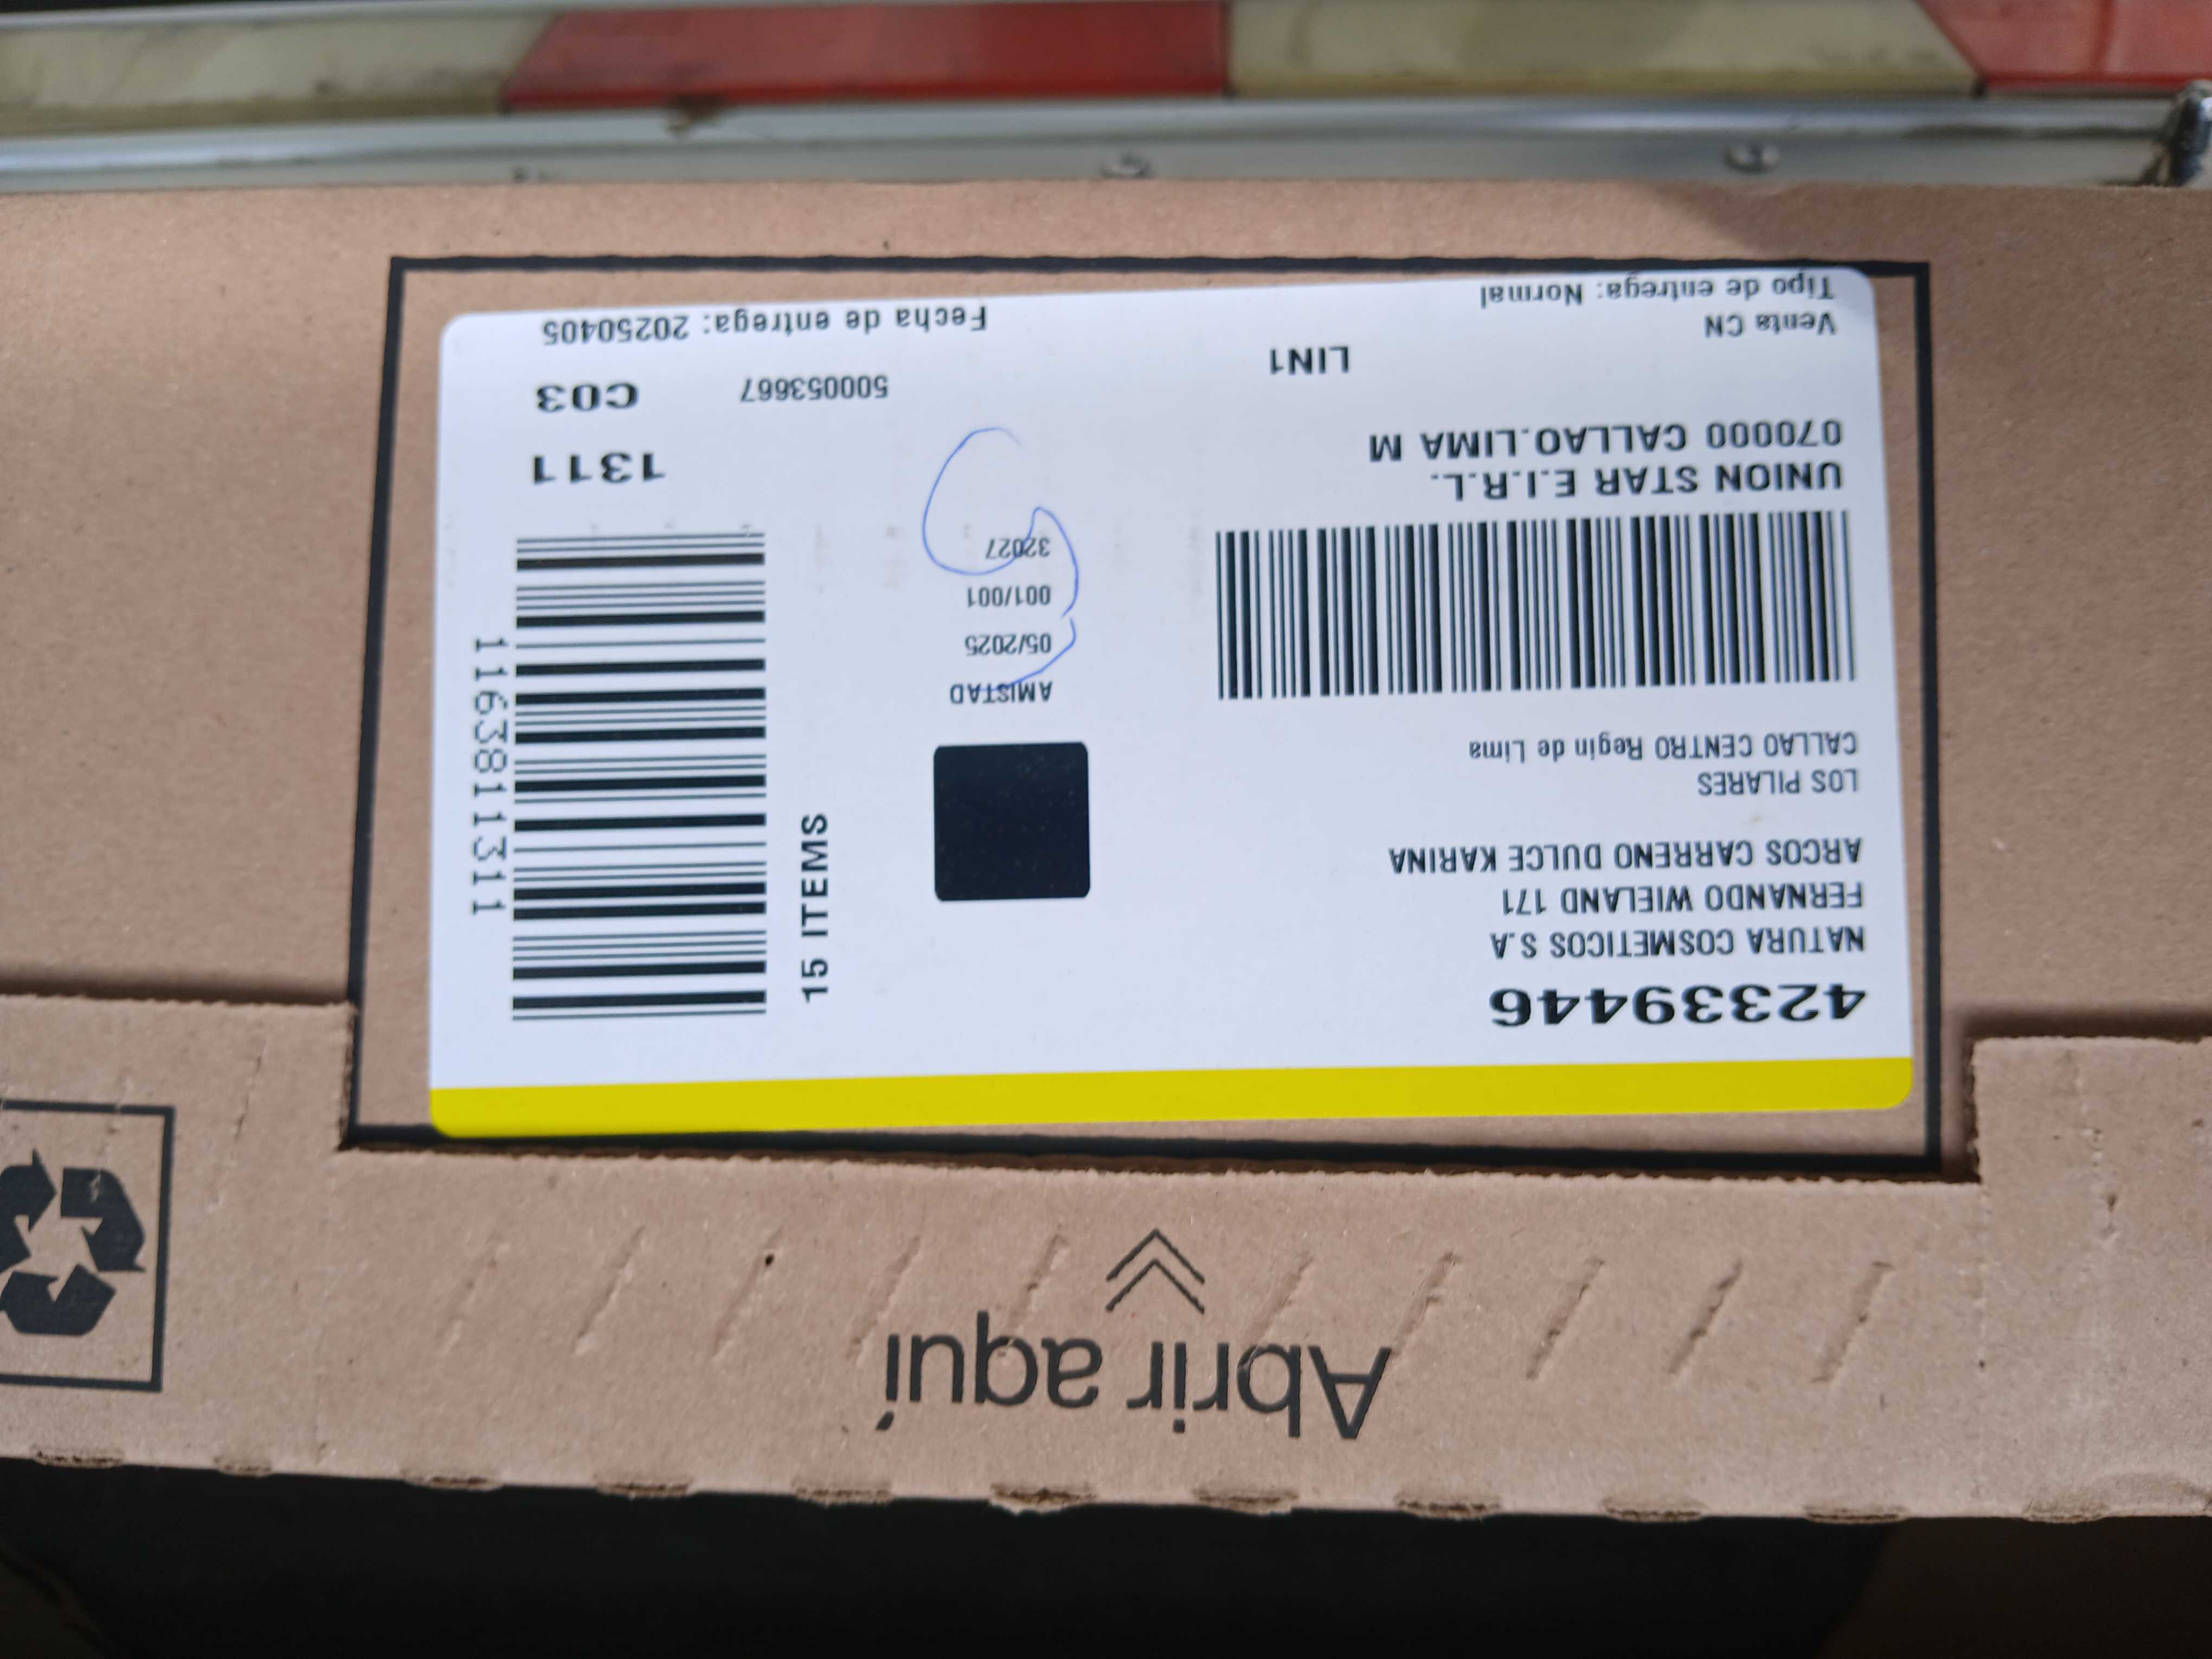 Abrir aquí
42339446
NATURA COSMETICOS S.A
FERNANDO WIELAND 171
ARCOS CARRENO DULCE KARINA
LOS PILARES
CALLAO CENTRO Regin de Lima
UNION STAR E.I.R.L.
070000 CALLAO.LIMA M
LIN1
Venta CN
Tipo de entrega: Normal
AMISTAD
05/2025
001/001
32027
15 ITEMS
1163811311
1311
500053667 C03
Fecha de entrega: 20250405